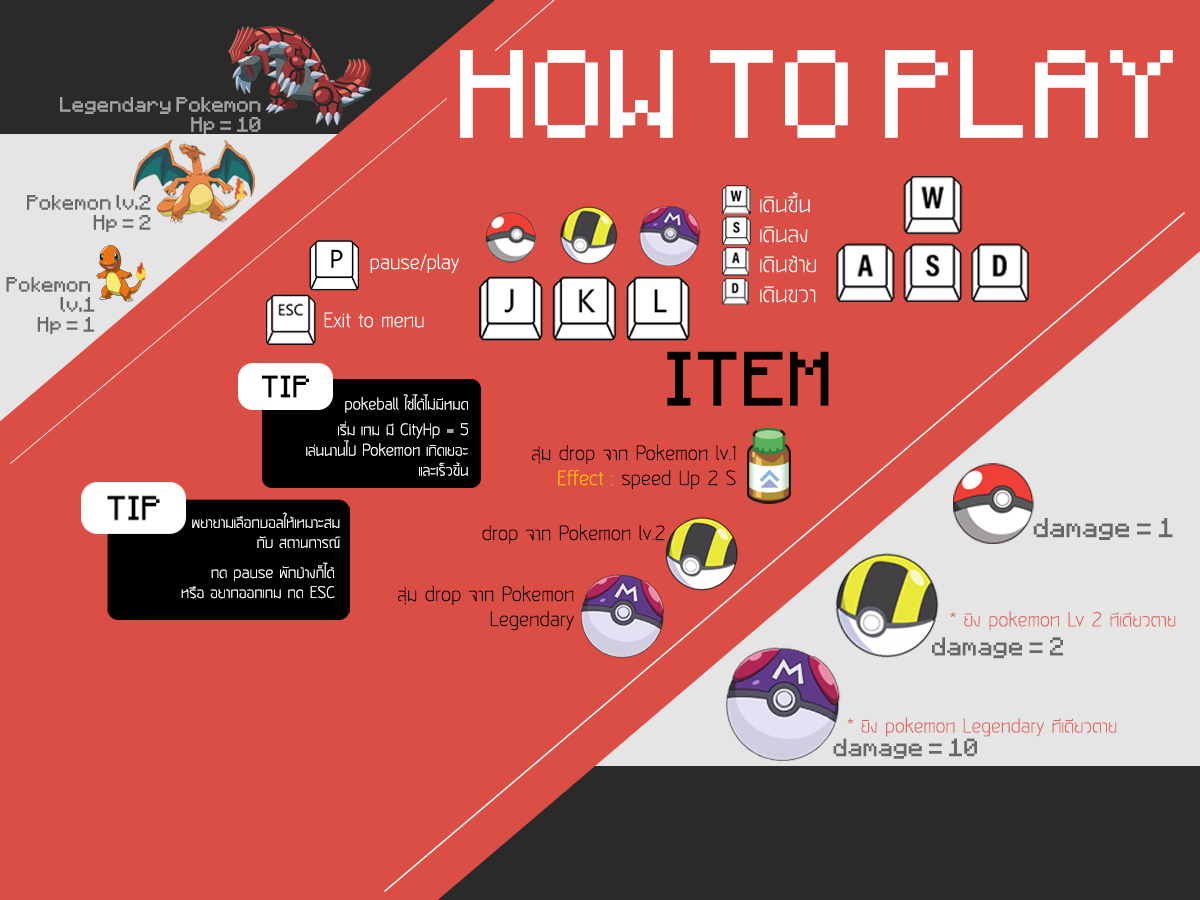 HOW TO PLAY
Legendary Pokemon
Hp = 10
Pokemon lv.2
Hp = 2
Pokemon
lv.1
Hp = 1
P
pause/play
ESC
Exit to menu
M
J
K
L
W เดินขึ้น
S เดินลง
A เดินซ้าย
D เดินขวา
W
A
S
D
TIP
pokeball ใช้ได้ไม่มีหมด
เริ่ม เกม มี CityHp = 5
เล่นนานไป Pokemon เกิดเยอะ
และเร็วขึ้น
TIP
พยายามเลือกบอลให้เหมาะสม
กับ สถานการณ์
กด pause พักบ้างก็ได้
หรือ อยากออกเกม กด ESC
ITEM
สุ่ม drop จาก Pokemon lv.1
Effect : speed Up 2 S
drop จาก Pokemon lv.2
สุ่ม drop จาก Pokemon
Legendary
M
damage = 1
* ยิง pokemon Lv 2 ทีเดียวตาย
damage = 2
M
* ยิง pokemon Legendary ทีเดียวตาย
damage = 10